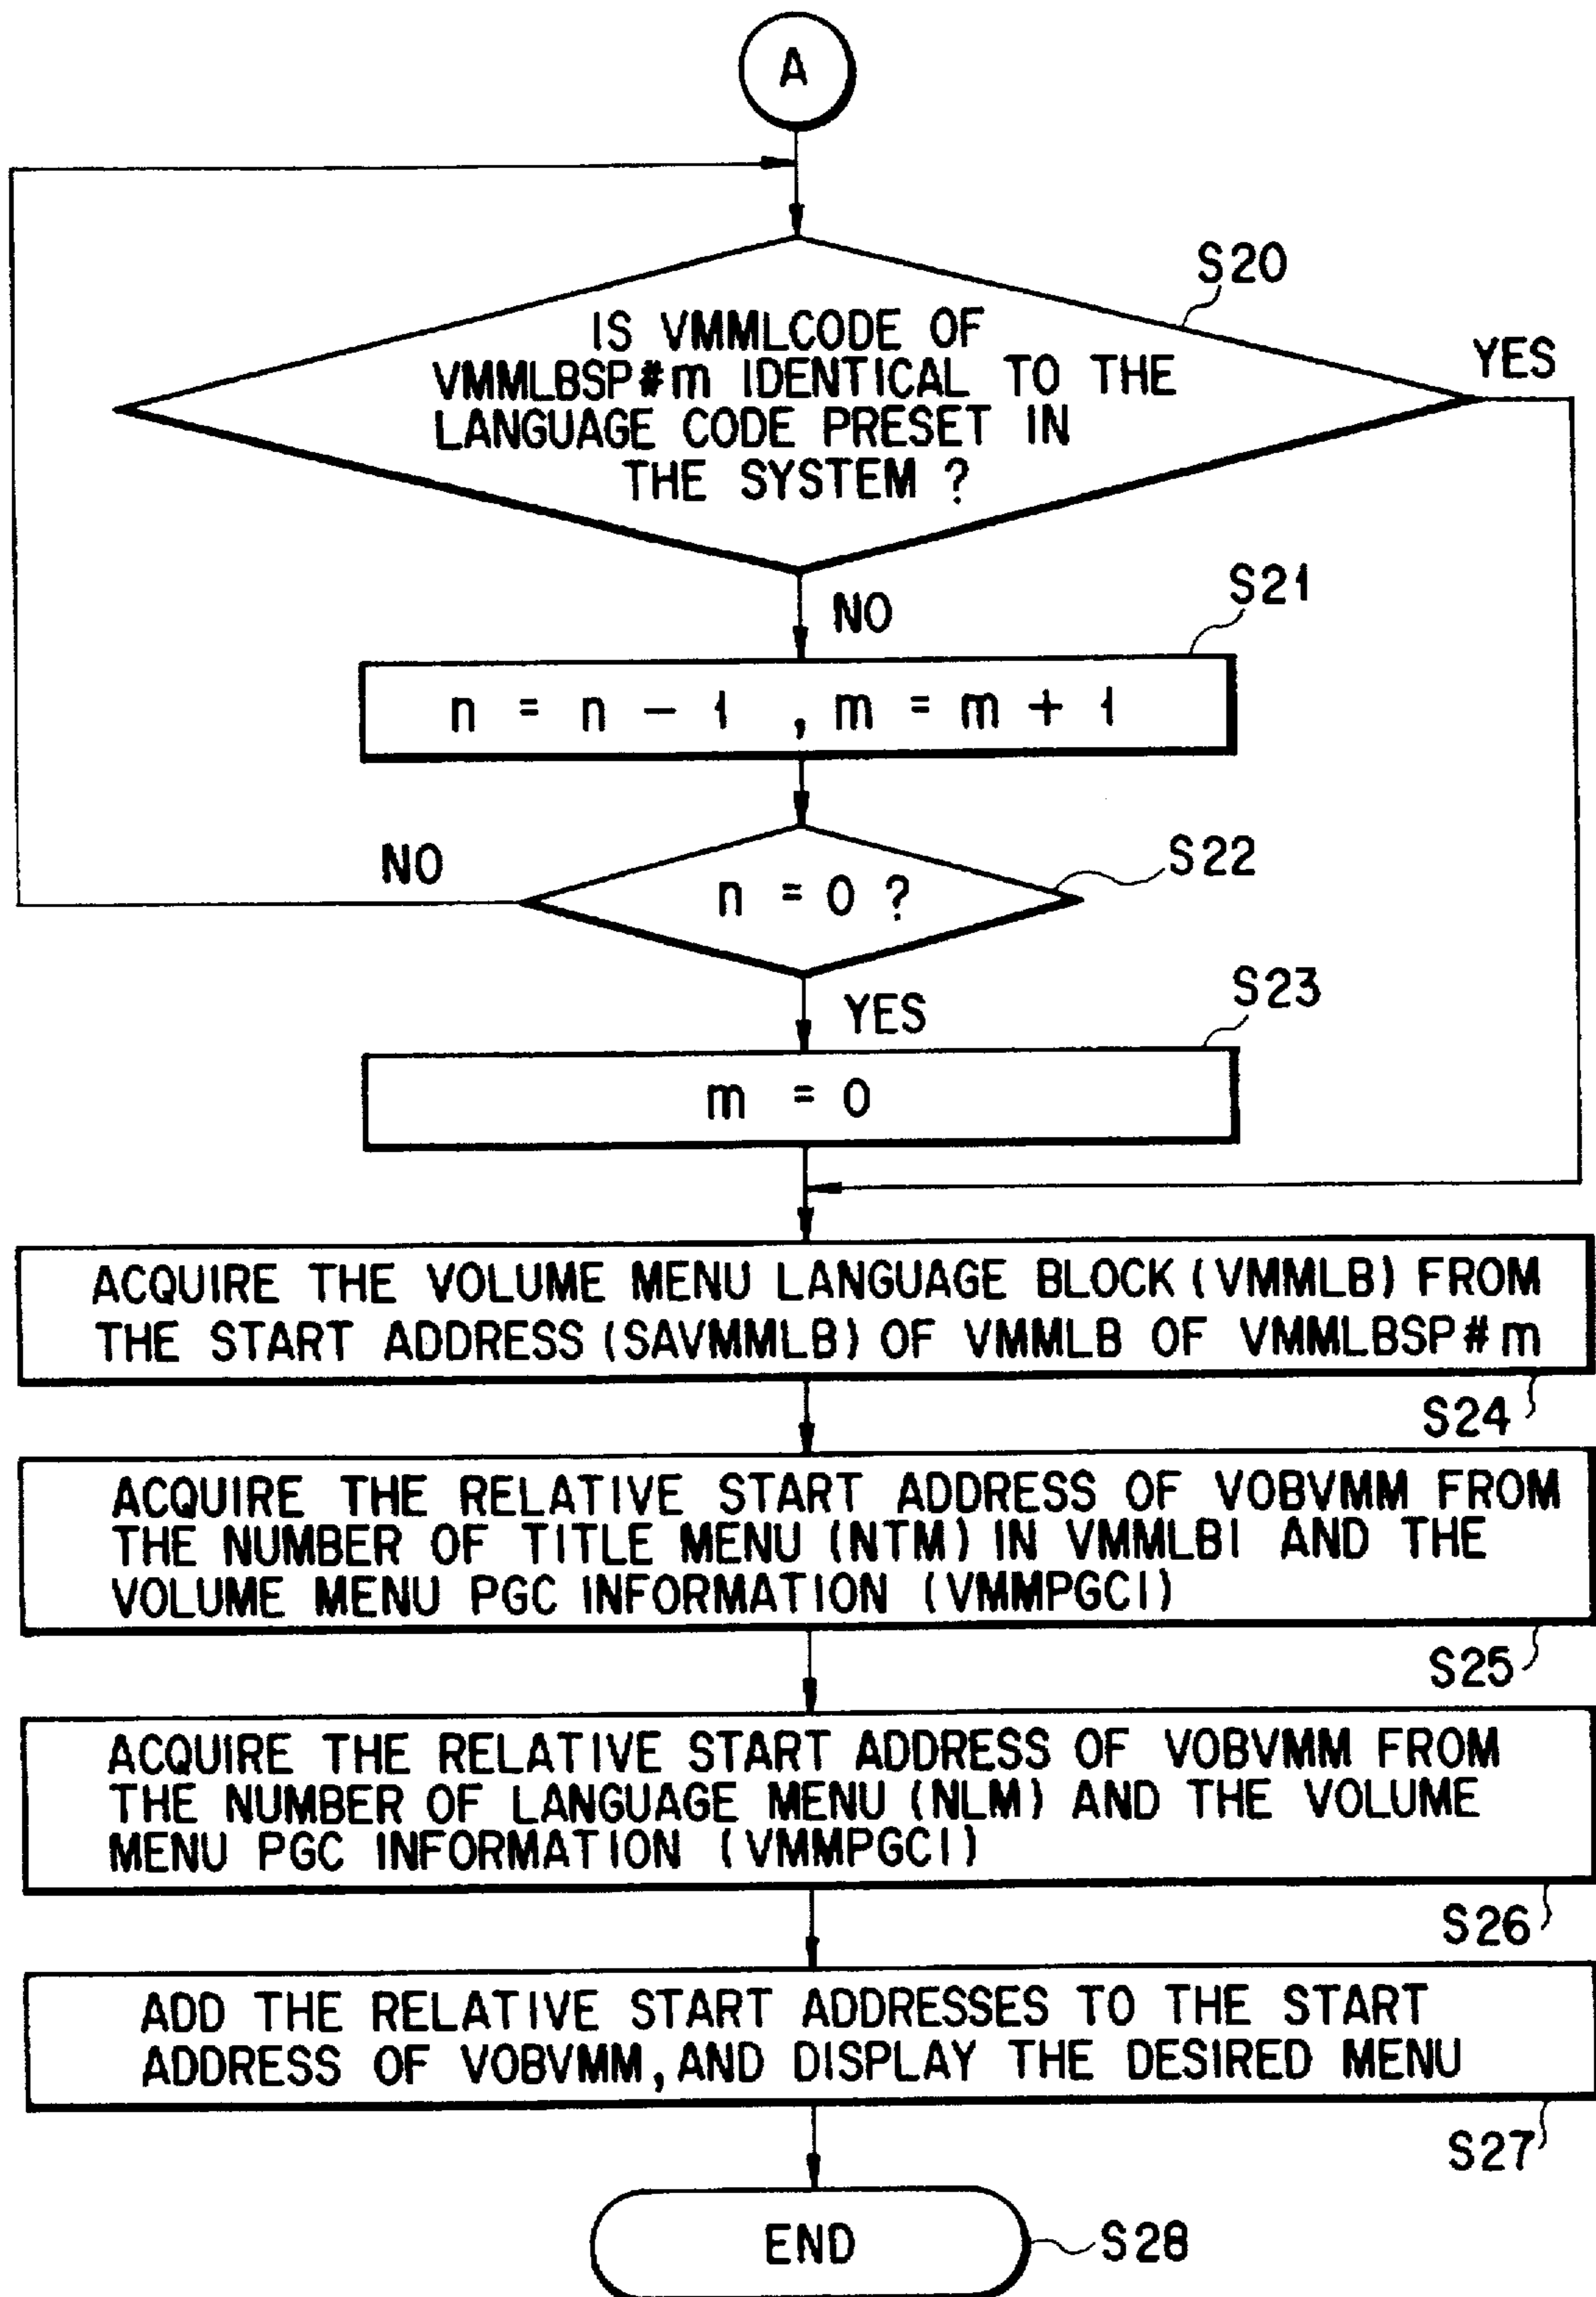 A
S20
IS VMMLCODE OF
VMMLBSP#m IDENTICAL TO THE
LANGUAGE CODE PRESET IN
THE SYSTEM ?
YES
NO
S21
n = n - 1 , m = m + 1
NO
n = 0 ?
S22
YES
S23
m = 0
ACQUIRE THE VOLUME MENU LANGUAGE BLOCK (VMMLB) FROM
THE START ADDRESS (SAVMMLB) OF VMMLB OF VMMLBSP#m
S24
ACQUIRE THE RELATIVE START ADDRESS OF VOBVMM FROM
THE NUMBER OF TITLE MENU (NTM) IN VMMLBI AND THE
VOLUME MENU PGC INFORMATION (VMMPGCI)
S25
ACQUIRE THE RELATIVE START ADDRESS OF VOBVMM FROM
THE NUMBER OF LANGUAGE MENU (NLM) AND THE VOLUME
MENU PGC INFORMATION (VMMPGCI)
S26
ADD THE RELATIVE START ADDRESSES TO THE START
ADDRESS OF VOBVMM, AND DISPLAY THE DESIRED MENU
S27
END
S28